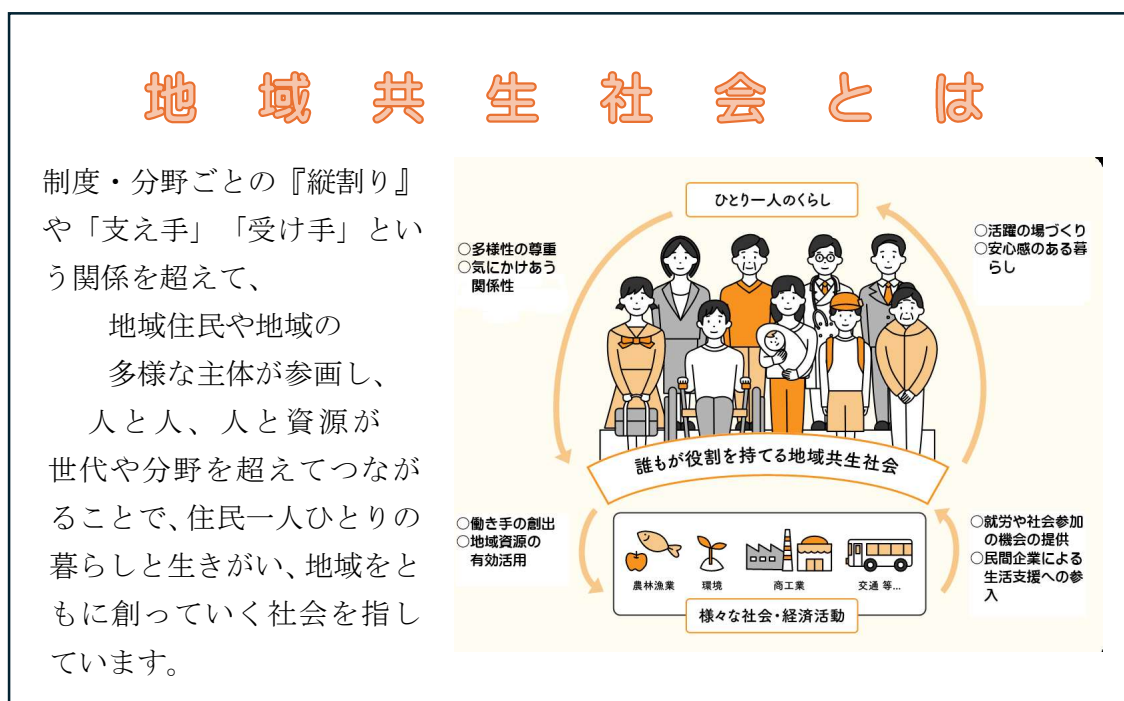 地域共生社会とは
制度・分野ごとの『縦割り』
や「支え手」「受け手」とい
う関係を超えて、
地域住民や地域の
多様な主体が参画し、
人と人、人と資源が
世代や分野を超えてつなが
ることで、住民一人ひとりの
暮らしと生きがい、地域をと
もに創っていく社会を指し
ています。
ひとり一人のくらし
○多様性の尊重
○気にかけあう
関係性
○活躍の場づくり
○安心感のある暮
らし
誰もが役割を持てる地域共生社会
○働き手の創出
○地域資源の
有効活用
農林漁業
環境
商工業
交通 等...
様々な社会・経済活動
○就労や社会参加
の機会の提供
○民間企業による
生活支援への参
入